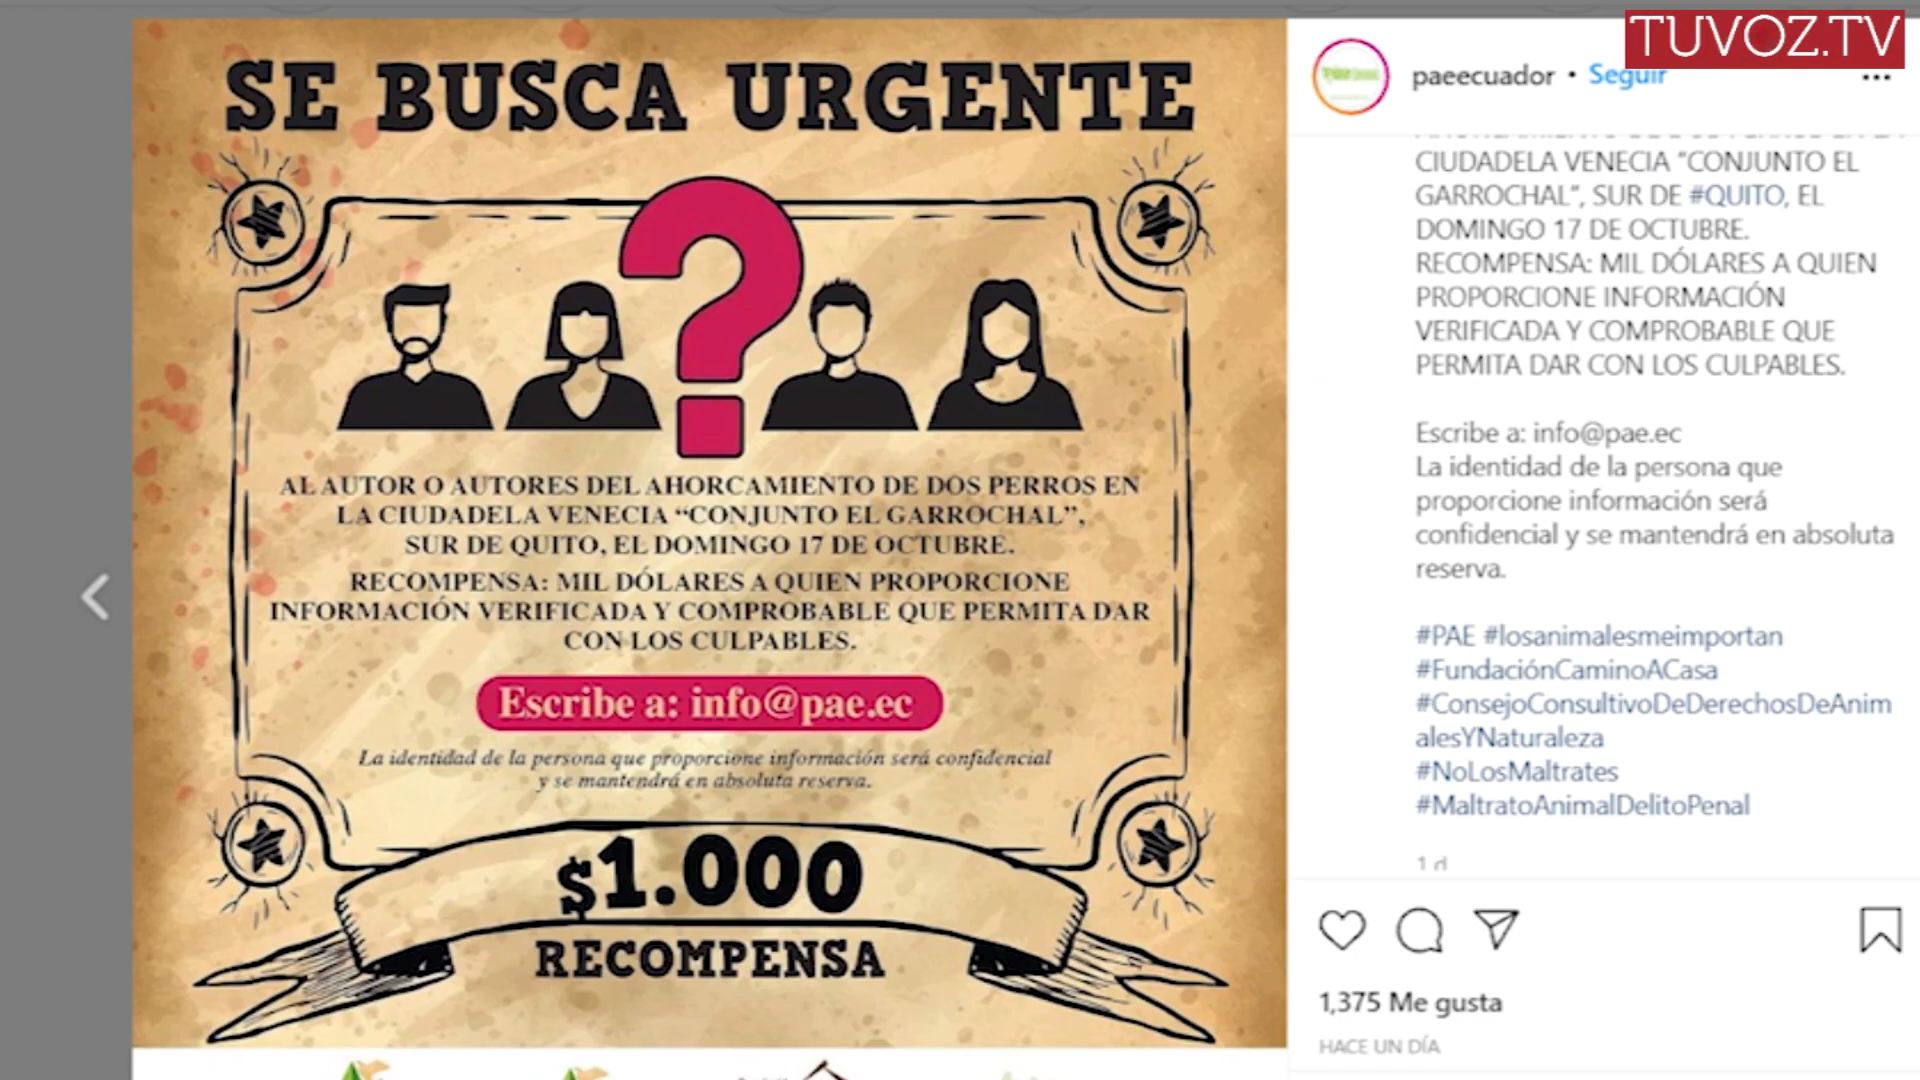 SE BUSCA URGENTE
AL AUTOR O AUTORES DEL AHORCAMIENTO DE DOS PERROS EN
LA CIUDADELA VENECIA “CONJUNTO EL GARROCHAL”,
SUR DE QUITO, EL DOMINGO 17 DE OCTUBRE.
RECOMPENSA: MIL DÓLARES A QUIEN PROPORCIONE
INFORMACIÓN VERIFICADA Y COMPROBABLE QUE PERMITA DAR
CON LOS CULPABLES.
Escribe a: info@pae.ec
La identidad de la persona que proporcione información será confidencial
y se mantendrá en absoluta reserva.
$1.000
RECOMPENSA
TUVOZ.TV
paeecuador • Seguir
CIUDADELA VENECIA “CONJUNTO EL
GARROCHAL”, SUR DE #QUITO, EL
DOMINGO 17 DE OCTUBRE.
RECOMPENSA: MIL DÓLARES A QUIEN
PROPORCIONE INFORMACIÓN
VERIFICADA Y COMPROBABLE QUE
PERMITA DAR CON LOS CULPABLES.
Escribe a: info@pae.ec
La identidad de la persona que
proporcione información será
confidencial y se mantendrá en absoluta
reserva.
#PAE #losanimalesmeimportan
#FundaciónCaminoACasa
#ConsejoConsultivoDeDerechosDeAnim
alesYNaturaleza
#NoLosMaltrates
#MaltratoAnimalDelitoPenal
1 d
1,375 Me gusta
HACE UN DÍA